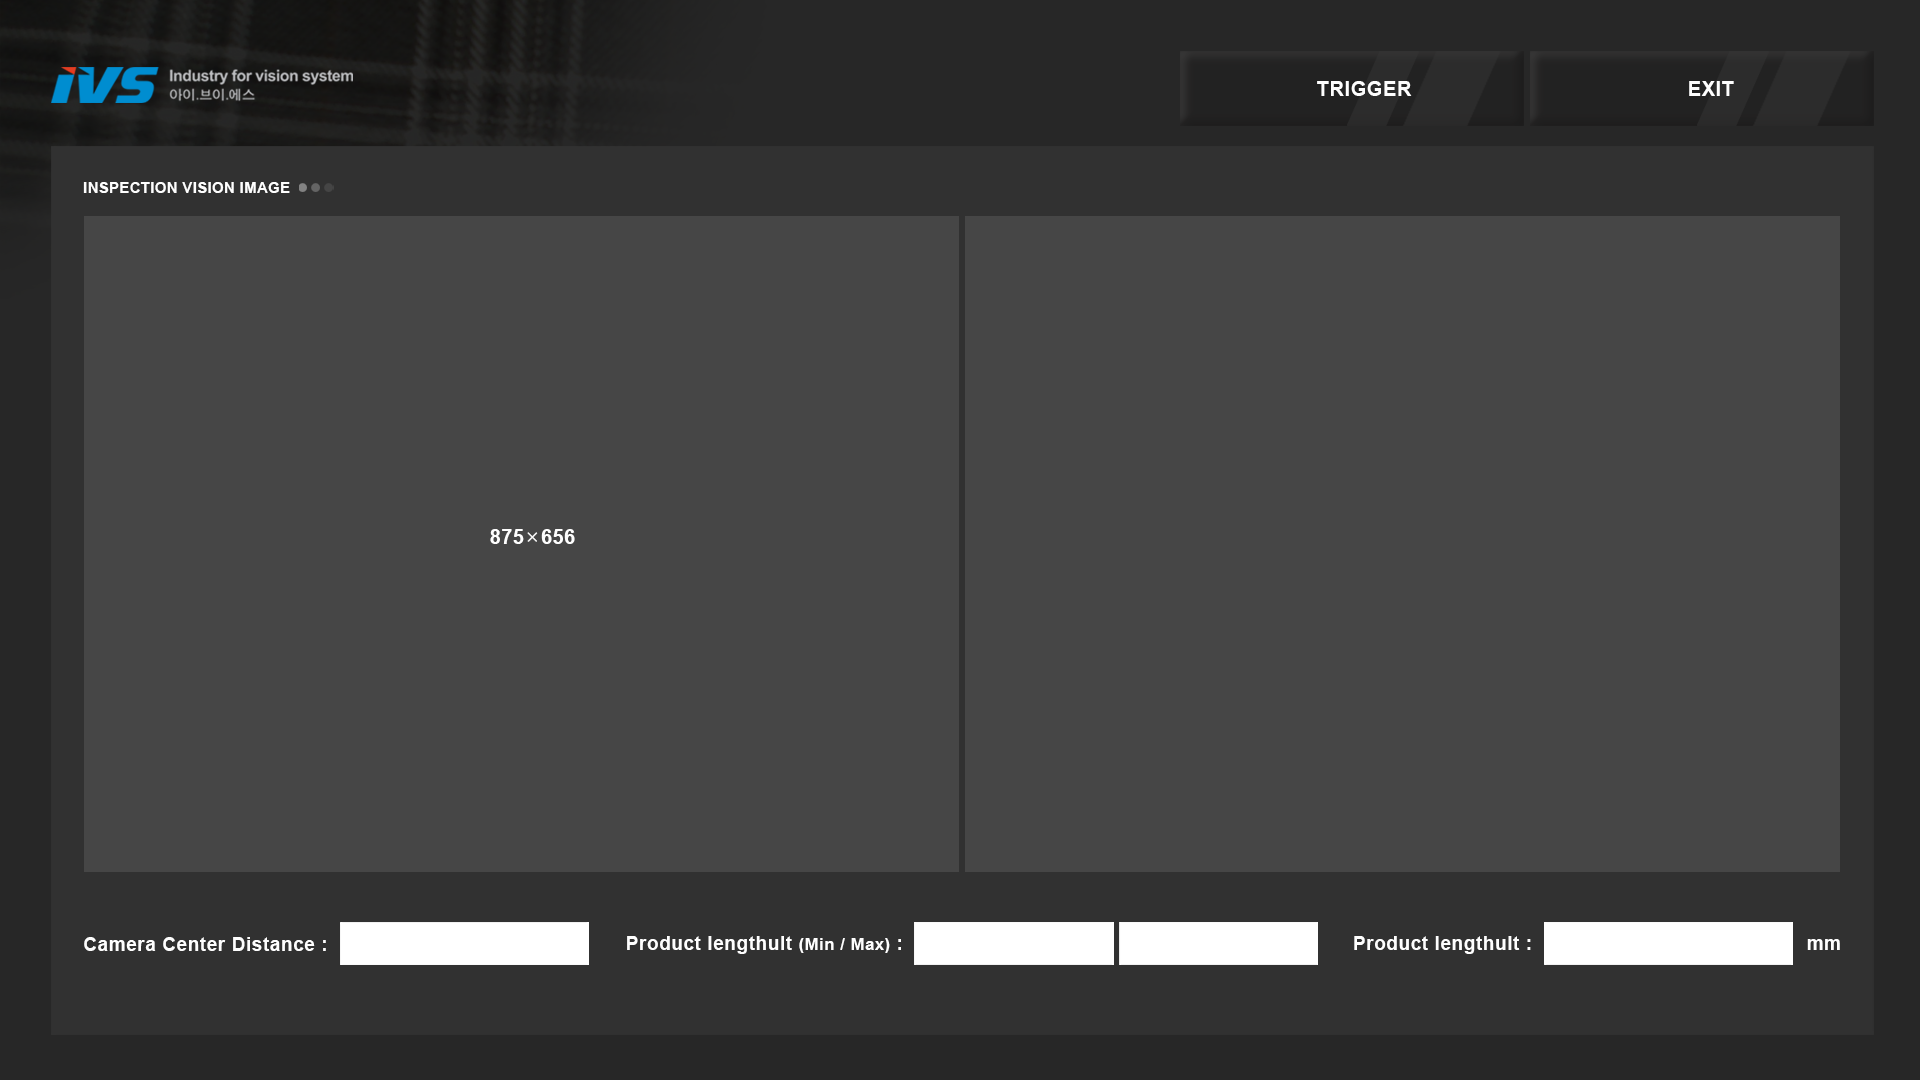 iVS
Industry for vision system
아이.브이.에스
TRIGGER
EXIT
INSPECTION VISION IMAGE
875×656
Camera Center Distance :
Product lengthult (Min / Max) :
Product lengthult :
mm